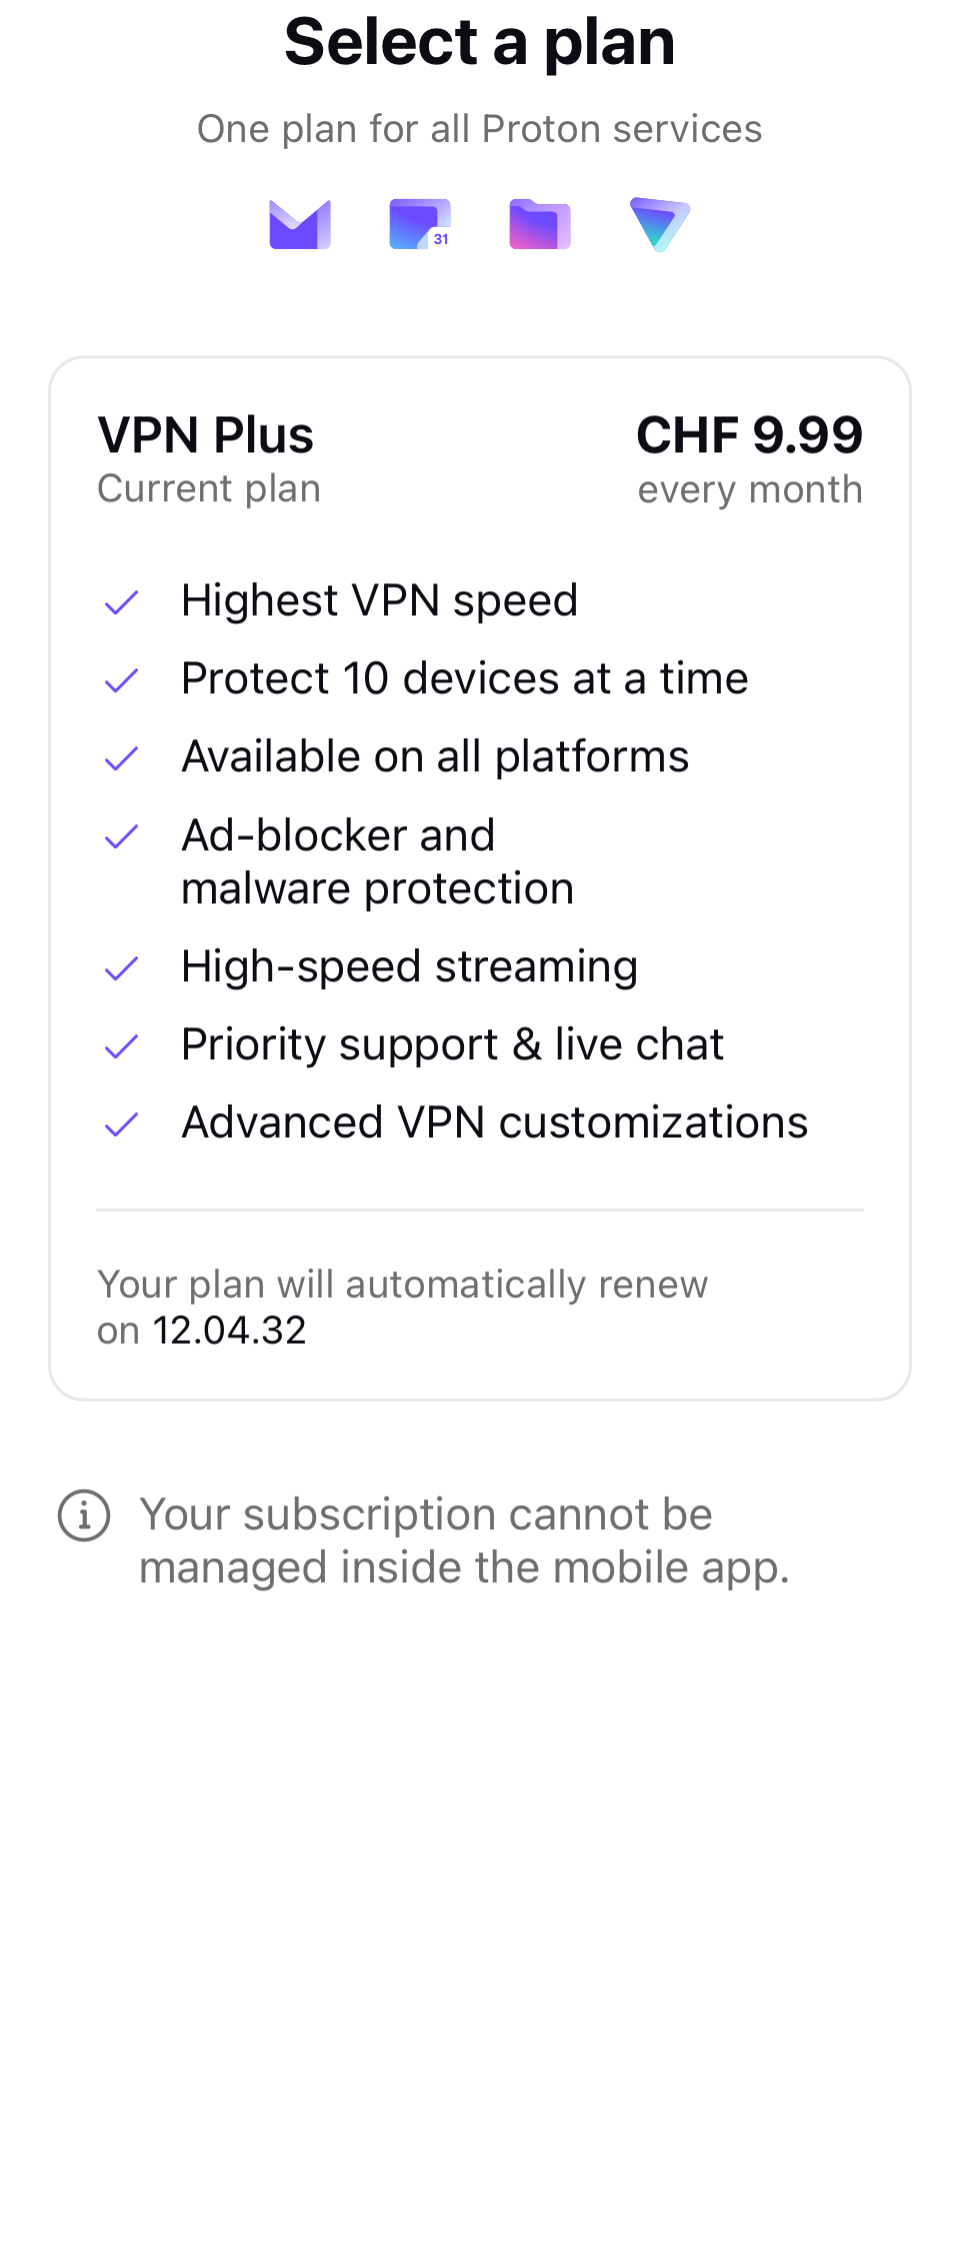 Select a plan
One plan for all Proton services
31
VPN Plus
CHF 9.99
Current plan
every month
Highest VPN speed
Protect 10 devices at a time
Available on all platforms
Ad-blocker and
malware protection
High-speed streaming
Priority support & live chat
Advanced VPN customizations
Your plan will automatically renew
on 12.04.32
Your subscription cannot be
managed inside the mobile app.